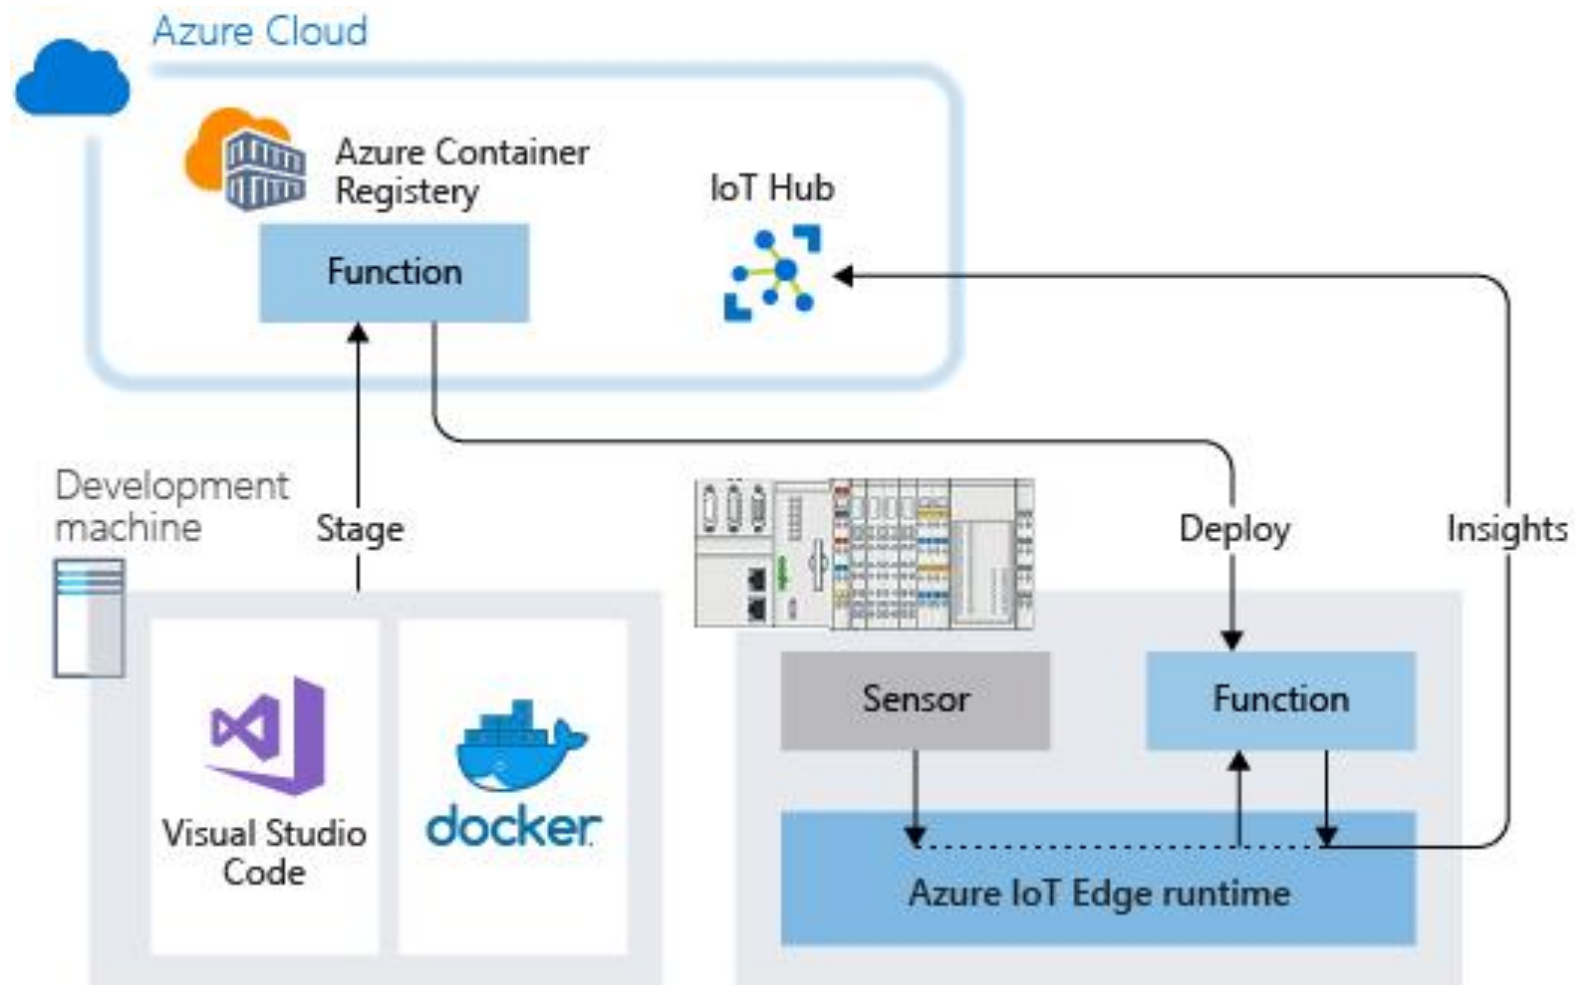 Azure Cloud
Azure Container
Registery
IoT Hub
Function
Development
machine
Stage
Deploy
Insights
Sensor
Function
Visual Studio
Code
docker
Azure IoT Edge runtime